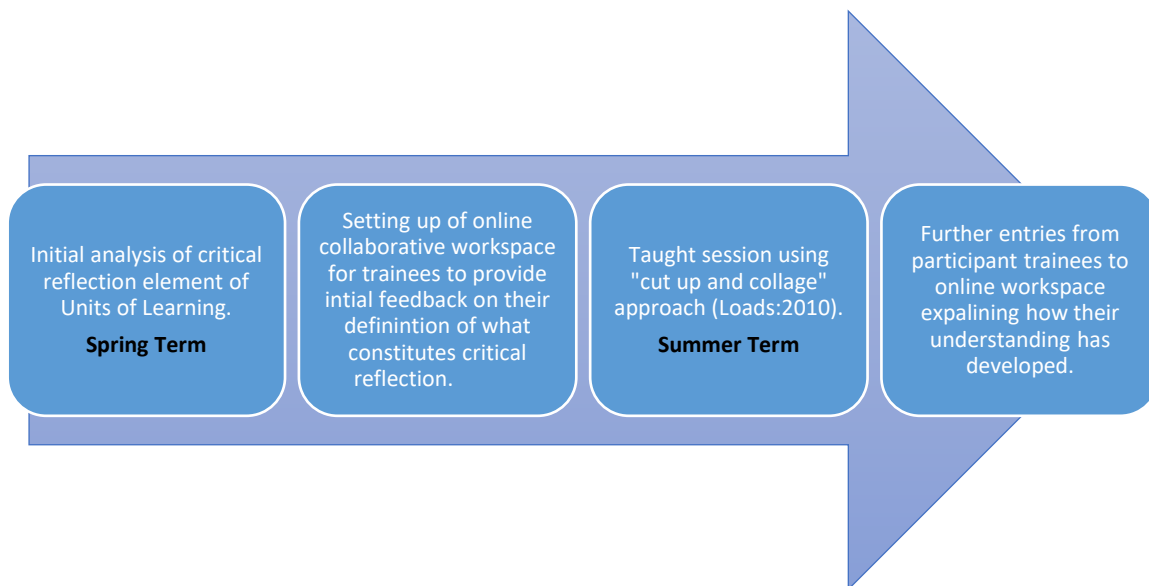 Initial analysis of critical
reflection element of
Units of Learning.
Spring Term
Setting up of online
collaborative workspace
for trainees to provide
intial feedback on their
definintion of what
constitutes critical
reflection.
Taught session using
"cut up and collage"
approach (Loads:2010).
Summer Term
Further entries from
participant trainees to
online workspace
expalining how their
understanding has
developed.